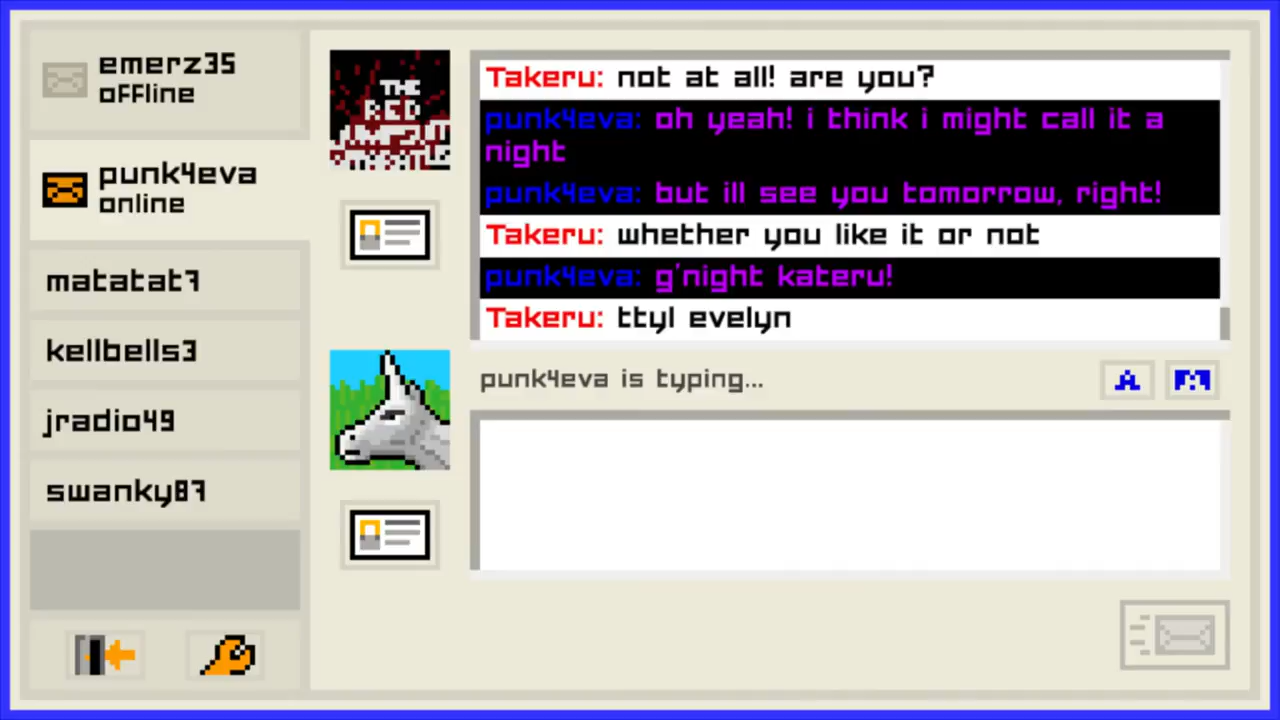 emerz35
offline
punk4eva
online
matatat7
kellbells3
jradio49
swanky87
THE
RED
Takeru: not at all! are you?
punk4eva: oh yeah! i think i might call it a
night
punk4eva: but ill see you tomorrow, right!
Takeru: whether you like it or not
punk4eva: g'night kateru!
Takeru: ttyl evelyn
punk4eva is typing...
A